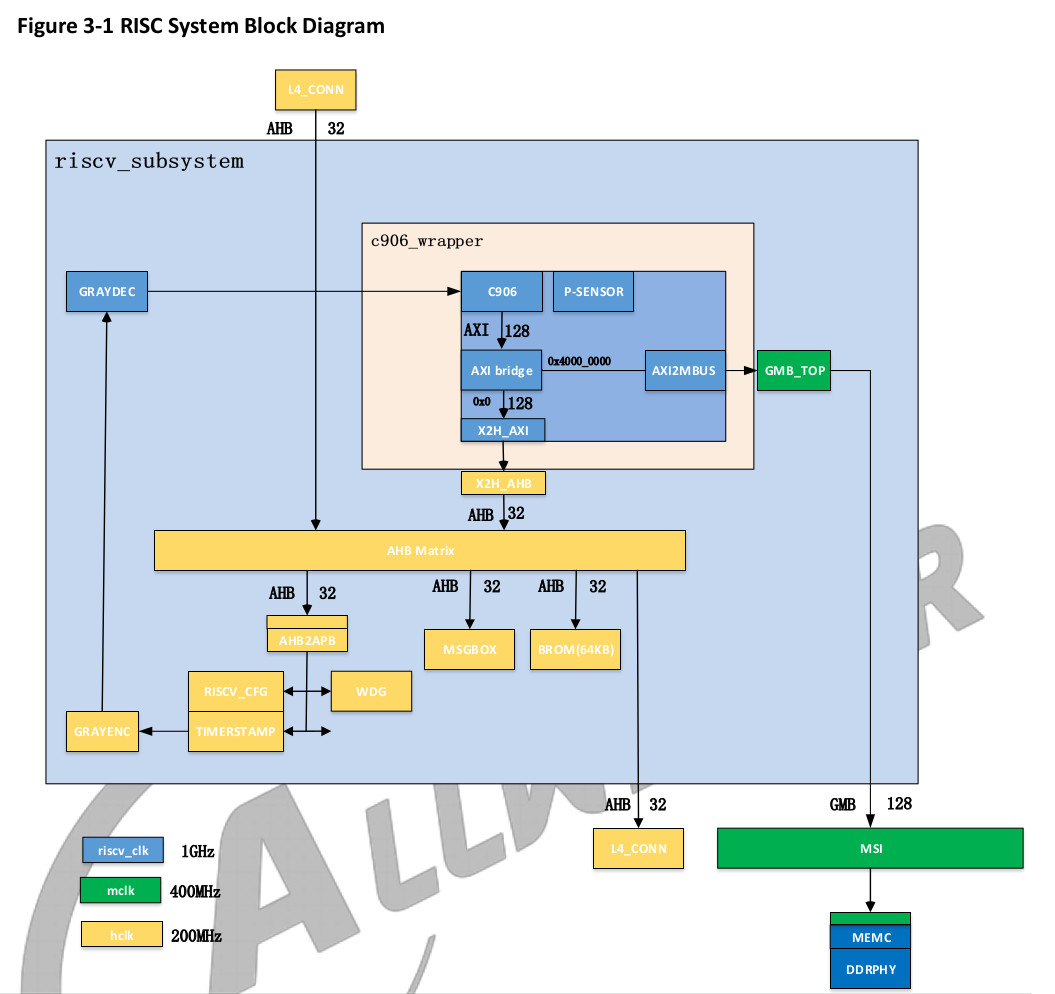 Figure 3-1 RISC System Block Diagram
L4_CONN
AHB 32
riscv_subsystem
c906_wrapper
GRAYDEC
C906
P-SENSOR
AXI 128
AXI bridge
0x4000_0000
AXI2MBUS
GMB_TOP
0x0 128
X2H_AXI
X2H_AHB
AHB 32
AHB Matrix
AHB 32
AHB 32
AHB 32
AHB2APB
MSGBOX
BROM(64KB)
RISCV_CFG
WDG
GRAYENC
TIMERSTAMP
AHB 32
GMB 128
L4_CONN
MSI
riscv_clk 1GHz
mclk 400MHz
hclk 200MHz
MEMC
DDRPHY